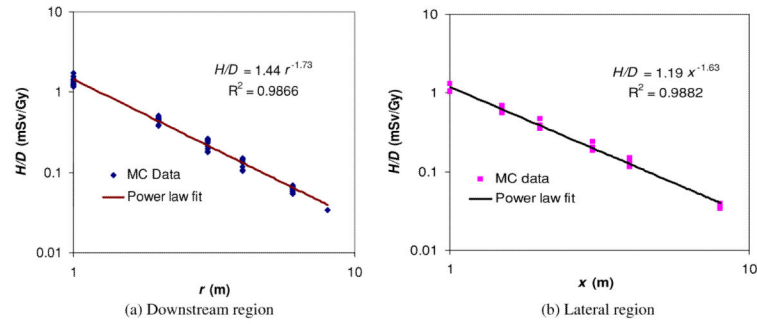 10
1
0.1
0.01
H/D (mSv/Gy)
H/D = 1.44 r^-1.73
R^2 = 0.9866
MC Data
Power law fit
1
10
r (m)
(a) Downstream region
10
1
0.1
0.01
H/D (mSv/Gy)
H/D = 1.19 x^-1.63
R^2 = 0.9882
MC data
Power law fit
1
10
x (m)
(b) Lateral region